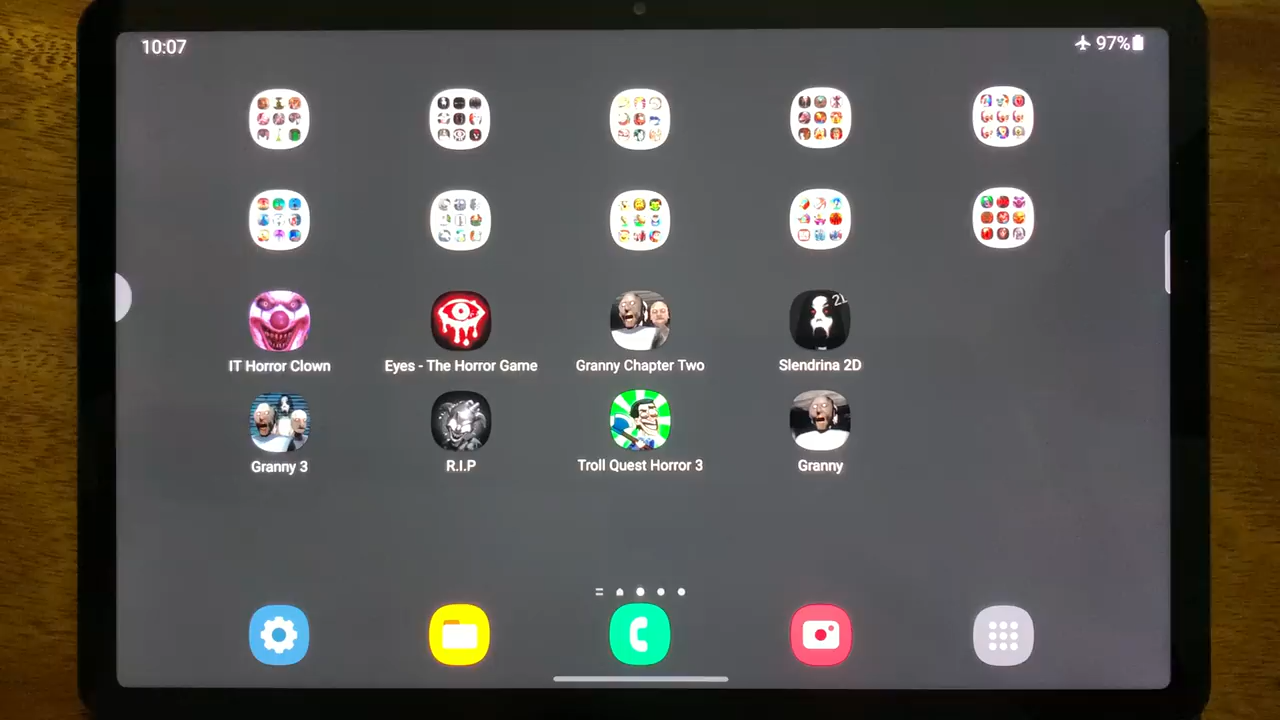 10:07
97%
IT Horror Clown
Eyes - The Horror Game
Granny Chapter Two
Slendrina 2D
Granny 3
R.I.P
Troll Quest Horror 3
Granny